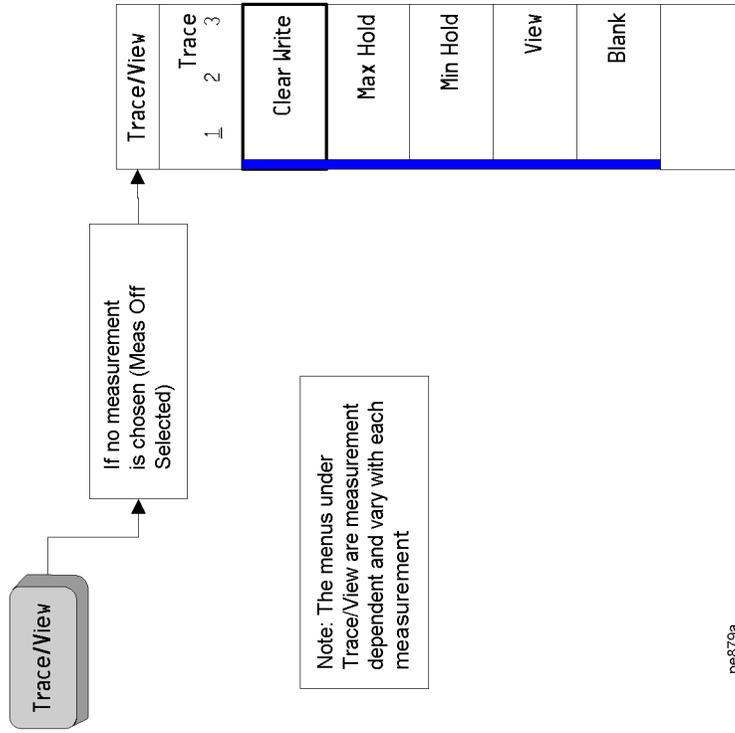 Trace/View
If no measurement
is chosen (Meas Off
Selected)
Trace/View
Trace
1 2 3
Clear Write
Max Hold
Min Hold
View
Blank
Note: The menus under
Trace/View are measurement
dependent and vary with each
measurement
pe879a